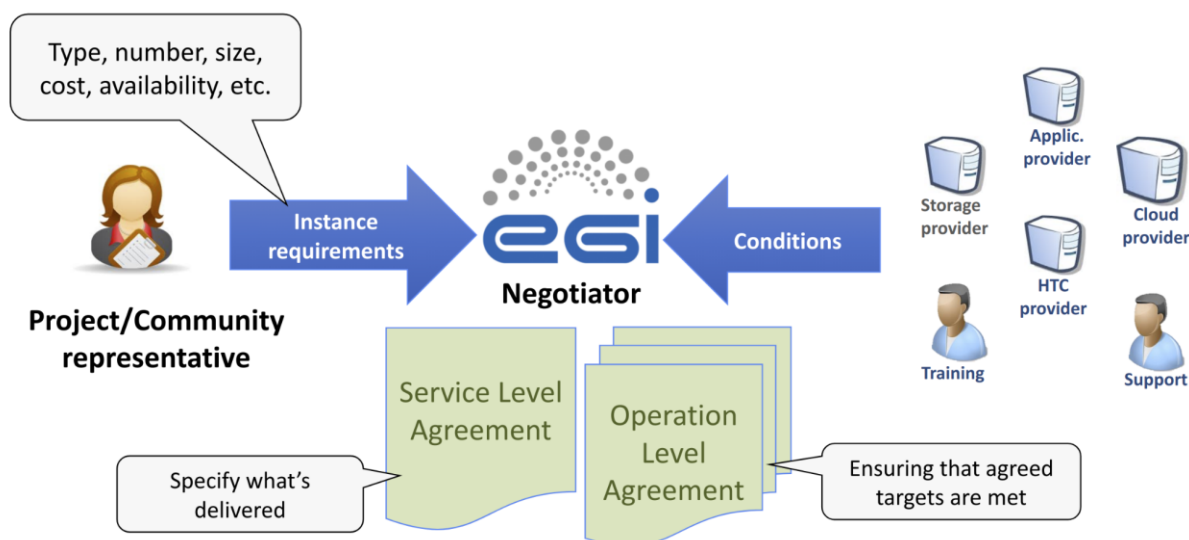 Type, number, size,
cost, availability, etc.
Instance
requirements
Project/Community
representative
egi
Negotiator
Conditions
Applic.
provider
Storage
provider
Cloud
provider
HTC
provider
Training
Support
Service Level
Agreement
Operation
Level
Agreement
Specify what’s
delivered
Ensuring that agreed
targets are met